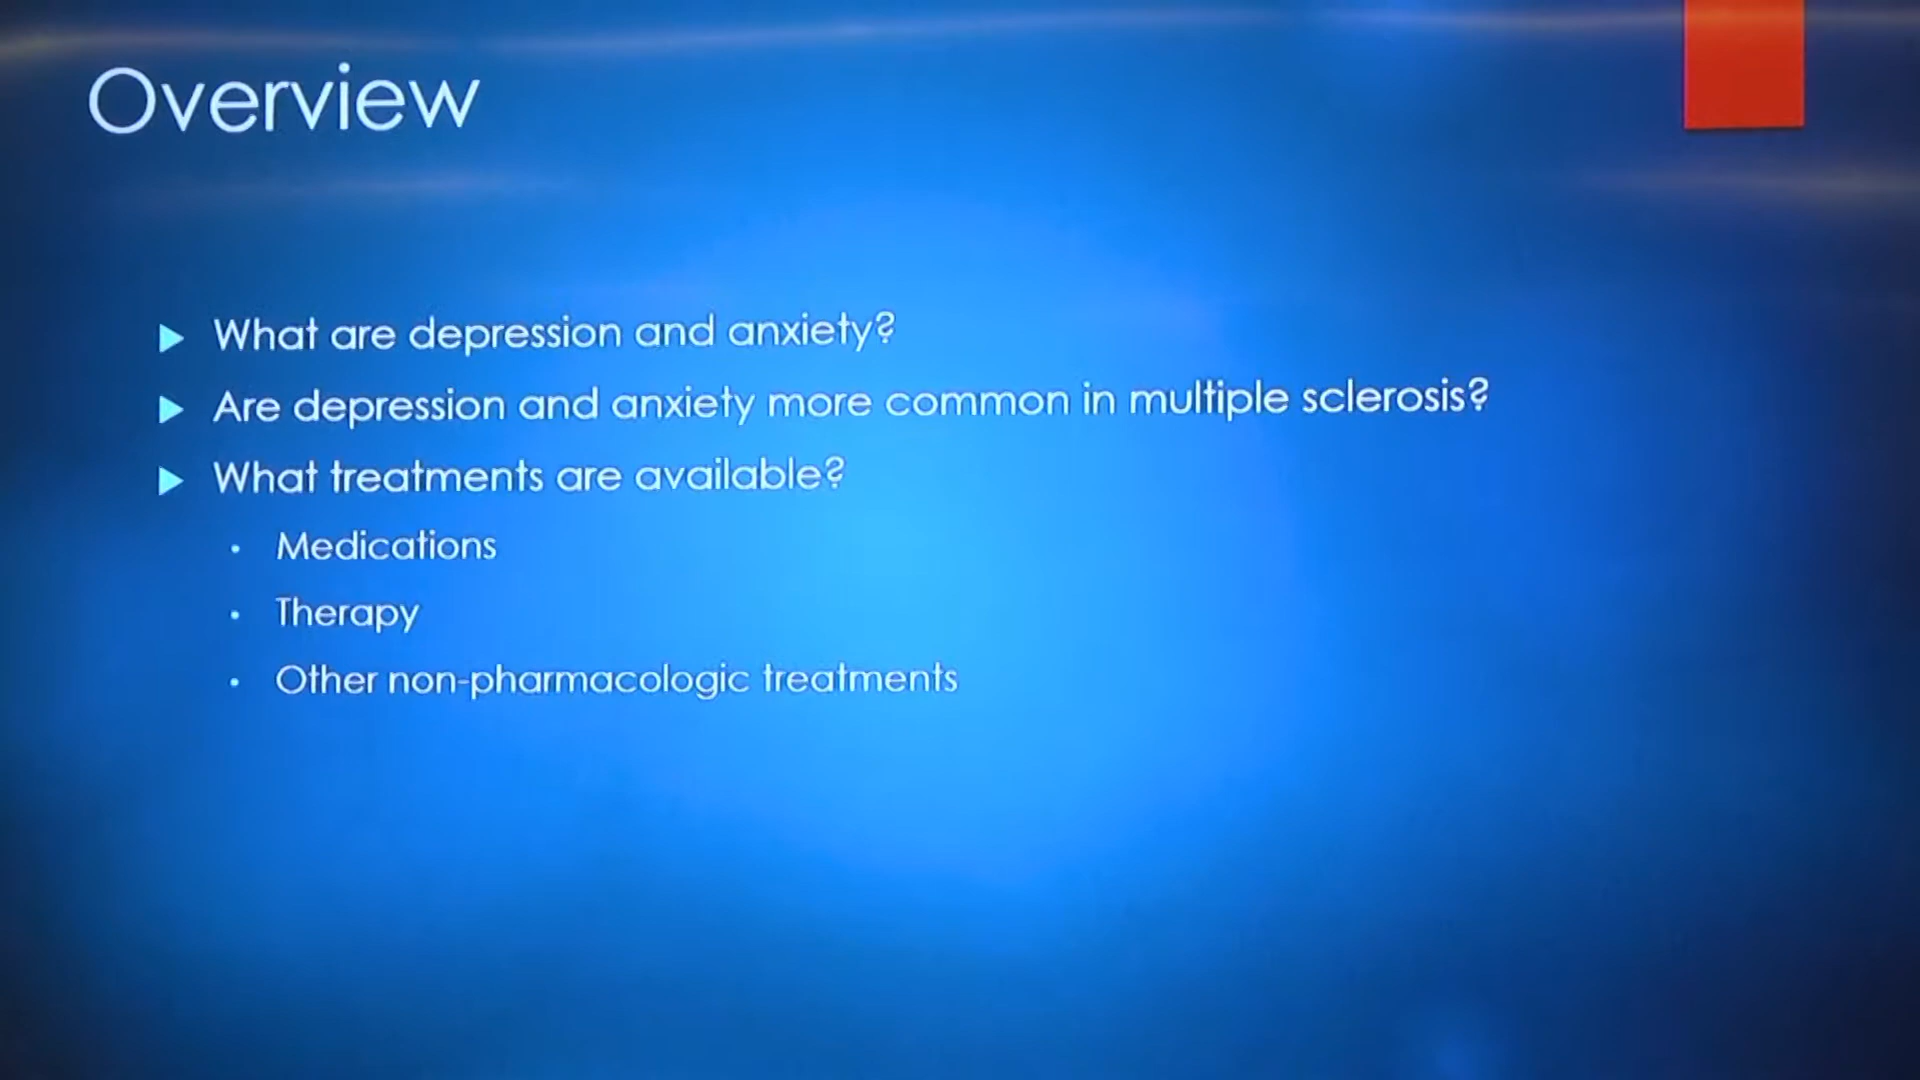 Overview
What are depression and anxiety?
Are depression and anxiety more common in multiple sclerosis?
What treatments are available?
Medications
Therapy
Other non-pharmacologic treatments